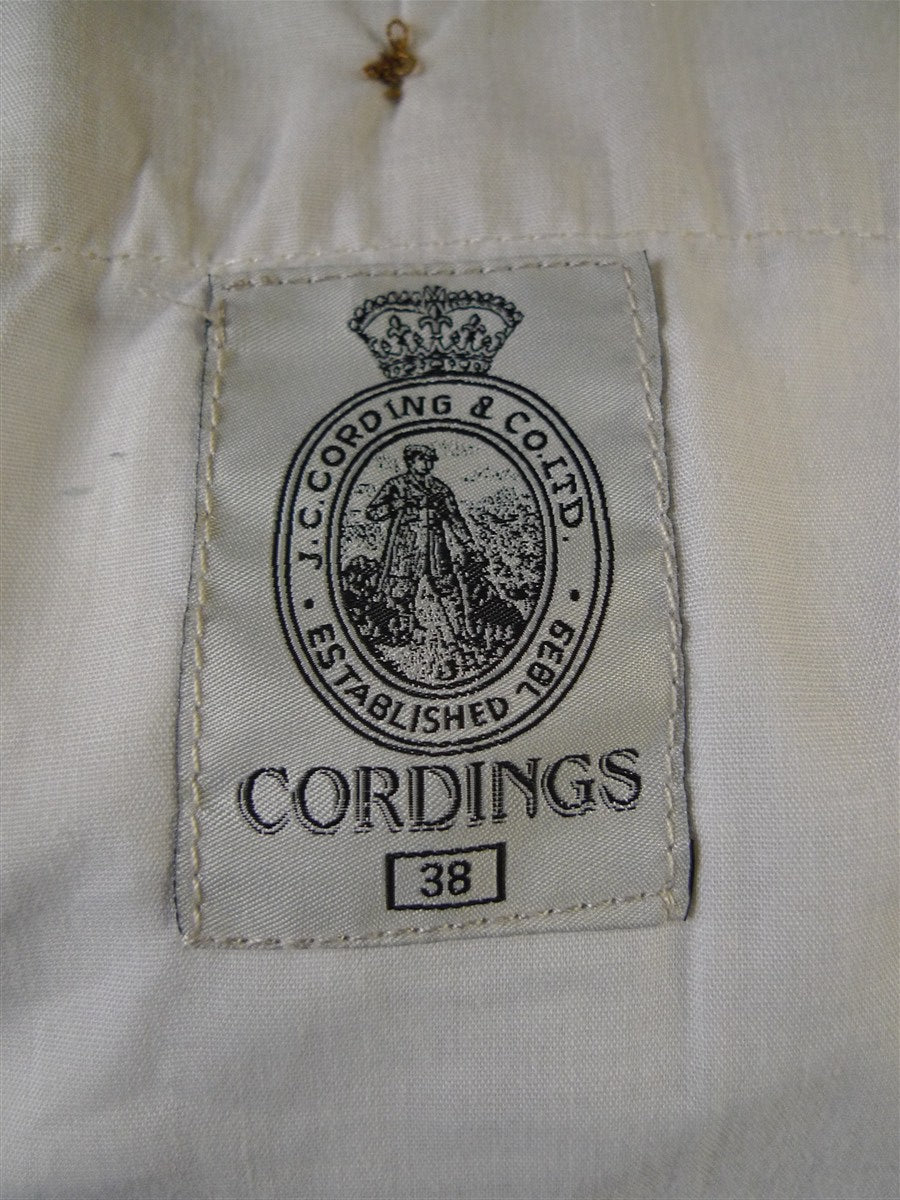 J.C.CORDING & CO.LTD.
• ESTABLISHED 1839 •
CORDINGS
38